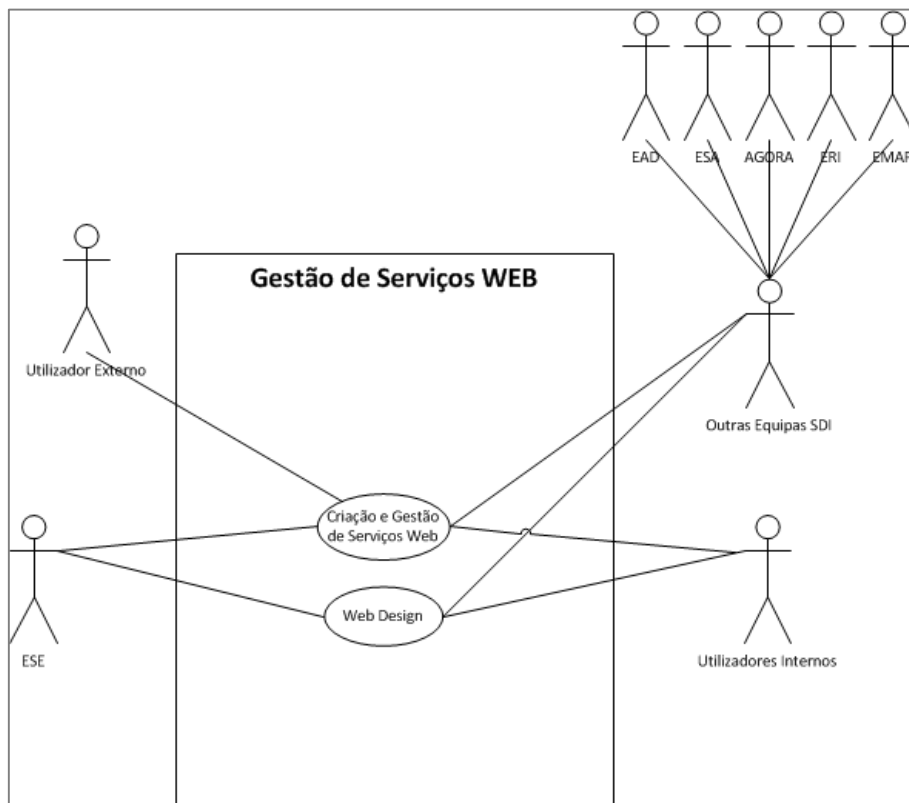 EAD
ESA
AGORA
ERI
EMAR
Gestão de Serviços WEB
Utilizador Externo
Outras Equipas SDI
Criação e Gestão
de Serviços Web
Web Design
ESE
Utilizadores Internos